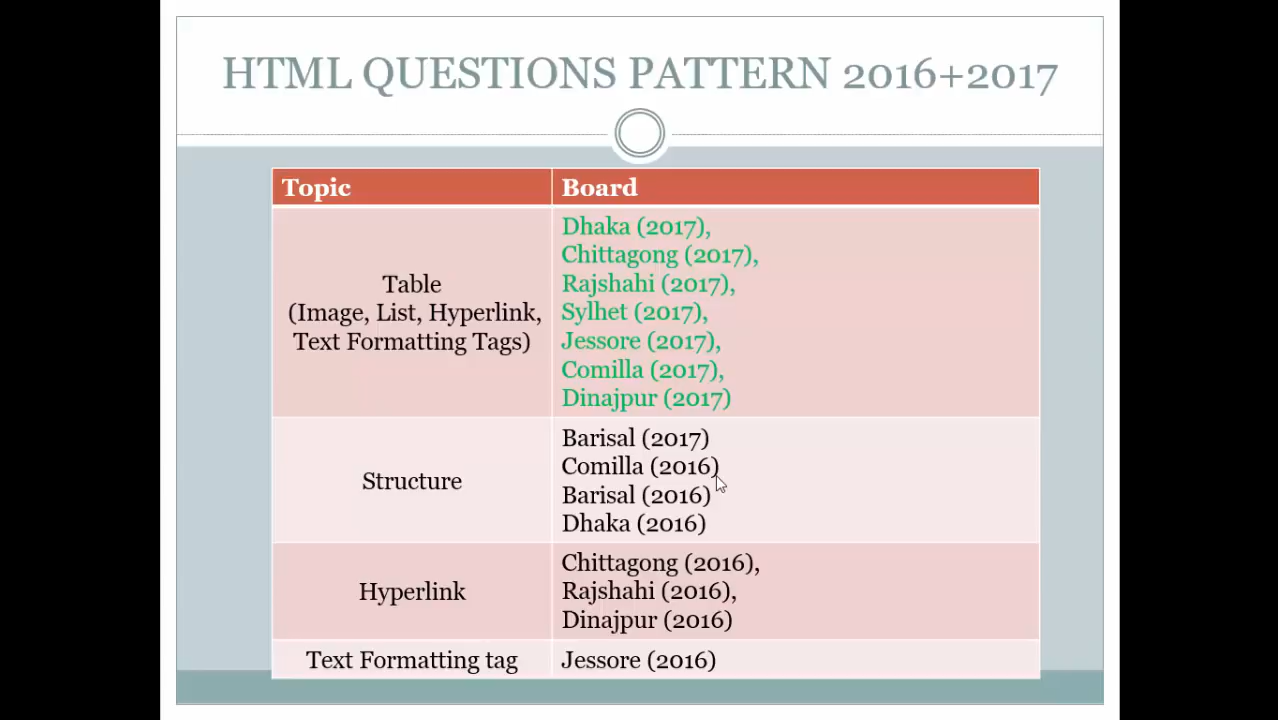 HTML QUESTIONS PATTERN 2016+2017
Topic
Board
Table
(Image, List, Hyperlink,
Text Formatting Tags)
Dhaka (2017),
Chittagong (2017),
Rajshahi (2017),
Sylhet (2017),
Jessore (2017),
Comilla (2017),
Dinajpur (2017)
Structure
Barisal (2017)
Comilla (2016)
Barisal (2016)
Dhaka (2016)
Hyperlink
Chittagong (2016),
Rajshahi (2016),
Dinajpur (2016)
Text Formatting tag
Jessore (2016)